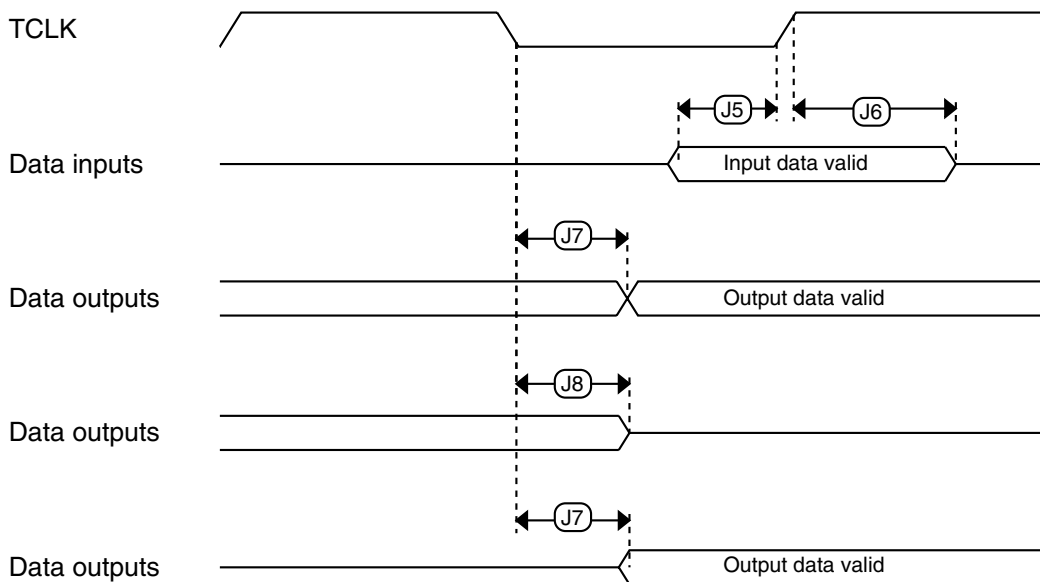 TCLK
J5 J6
Data inputs Input data valid
J7
Data outputs Output data valid
J8
Data outputs
J7
Data outputs Output data valid